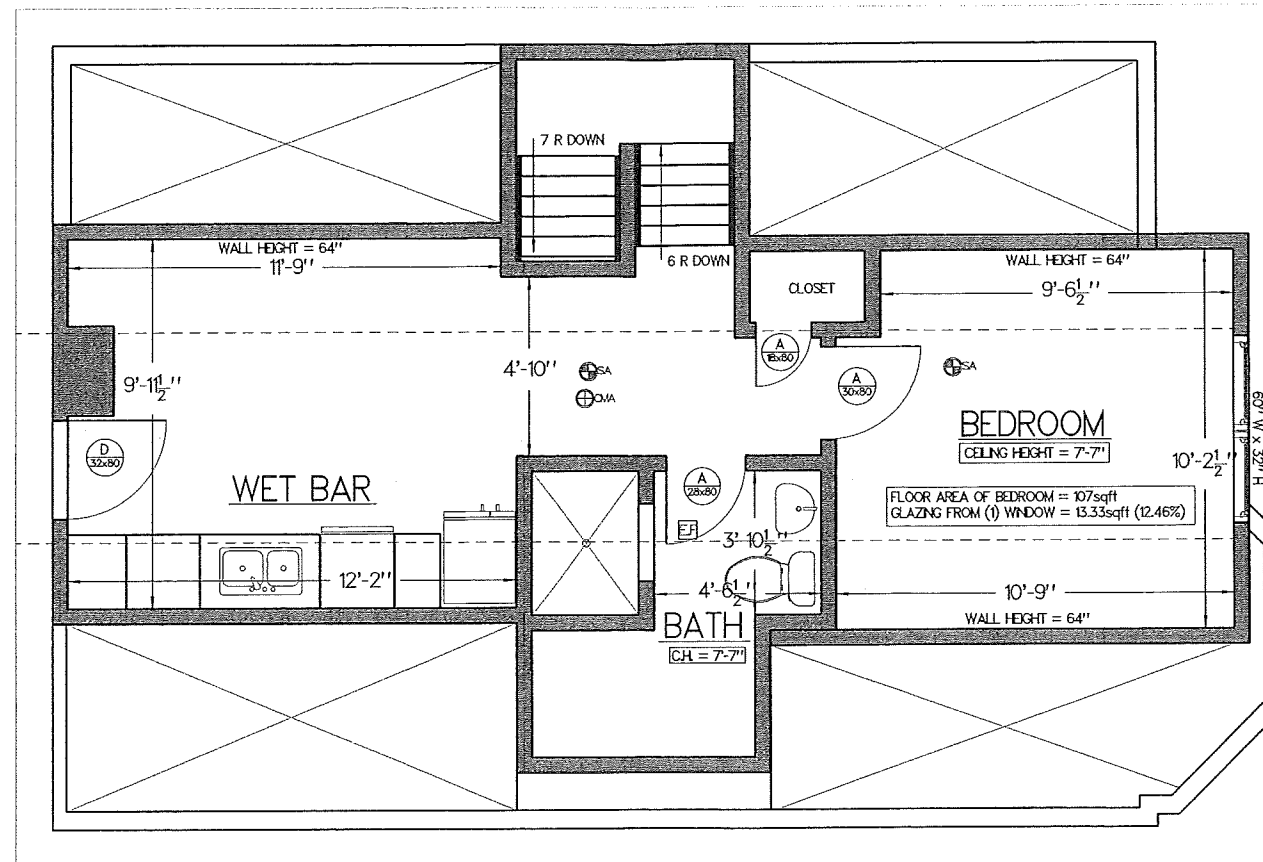 7 R DOWN
6 R DOWN
WALL HEIGHT = 64"
11'-9"
WALL HEIGHT = 64"
9'-6 1/2"
CLOSET
A
18x80
A
30x80
SA
CMA
SA
4'-10"
9'-11 1/2"
D
32x80
WET BAR
12'-2"
BEDROOM
CEILING HEIGHT = 7'-7"
10'-2 1/2"
60" W x 32" H
FLOOR AREA OF BEDROOM = 107sqft
GLAZING FROM (1) WINDOW = 13.33sqft (12.46%)
A
28x80
E.F.
3' 10 1/2"
4'-6 1/2"
10'-9"
WALL HEIGHT = 64"
BATH
C.H. = 7'-7"